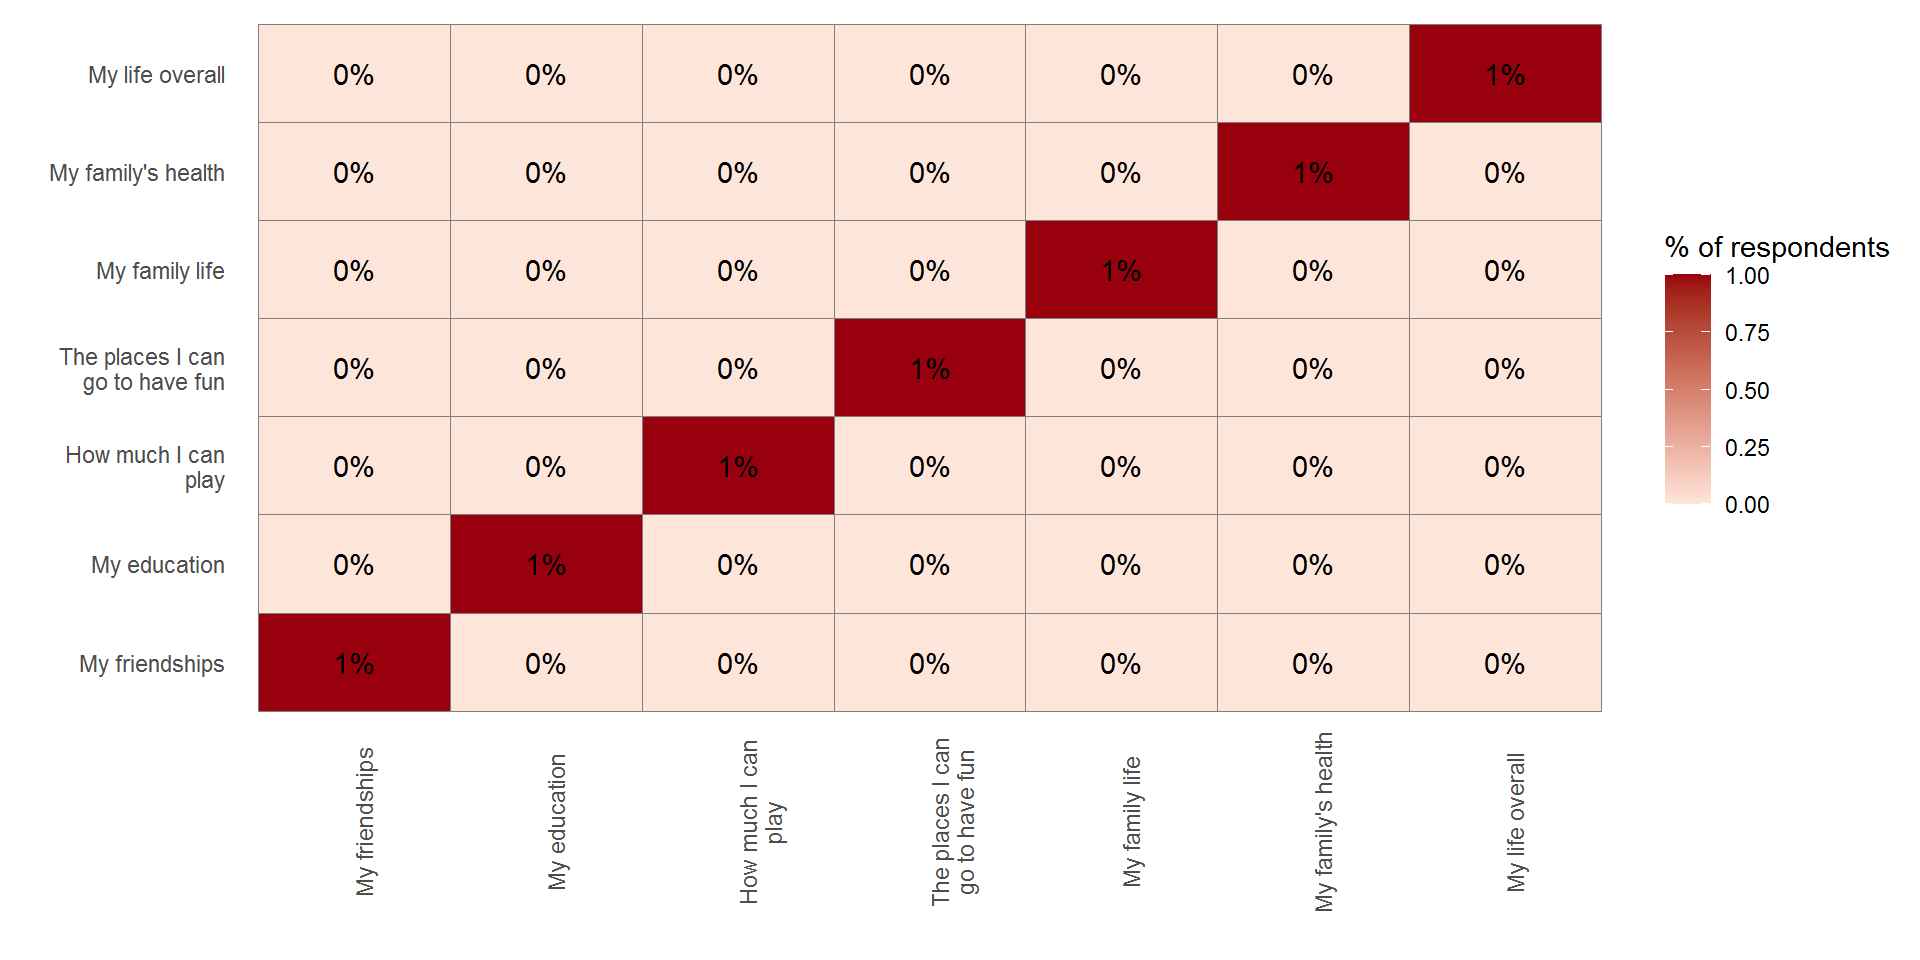 My life overall 0% 0% 0% 0% 0% 0% 1%
My family's health 0% 0% 0% 0% 0% 1% 0%
My family life 0% 0% 0% 0% 1% 0% 0%
The places I can
go to have fun 0% 0% 0% 1% 0% 0% 0%
How much I can
play 0% 0% 1% 0% 0% 0% 0%
My education 0% 1% 0% 0% 0% 0% 0%
My friendships 1% 0% 0% 0% 0% 0% 0%
My friendships
My education
How much I can
play
The places I can
go to have fun
My family life
My family's health
My life overall
% of respondents
1.00
0.75
0.50
0.25
0.00